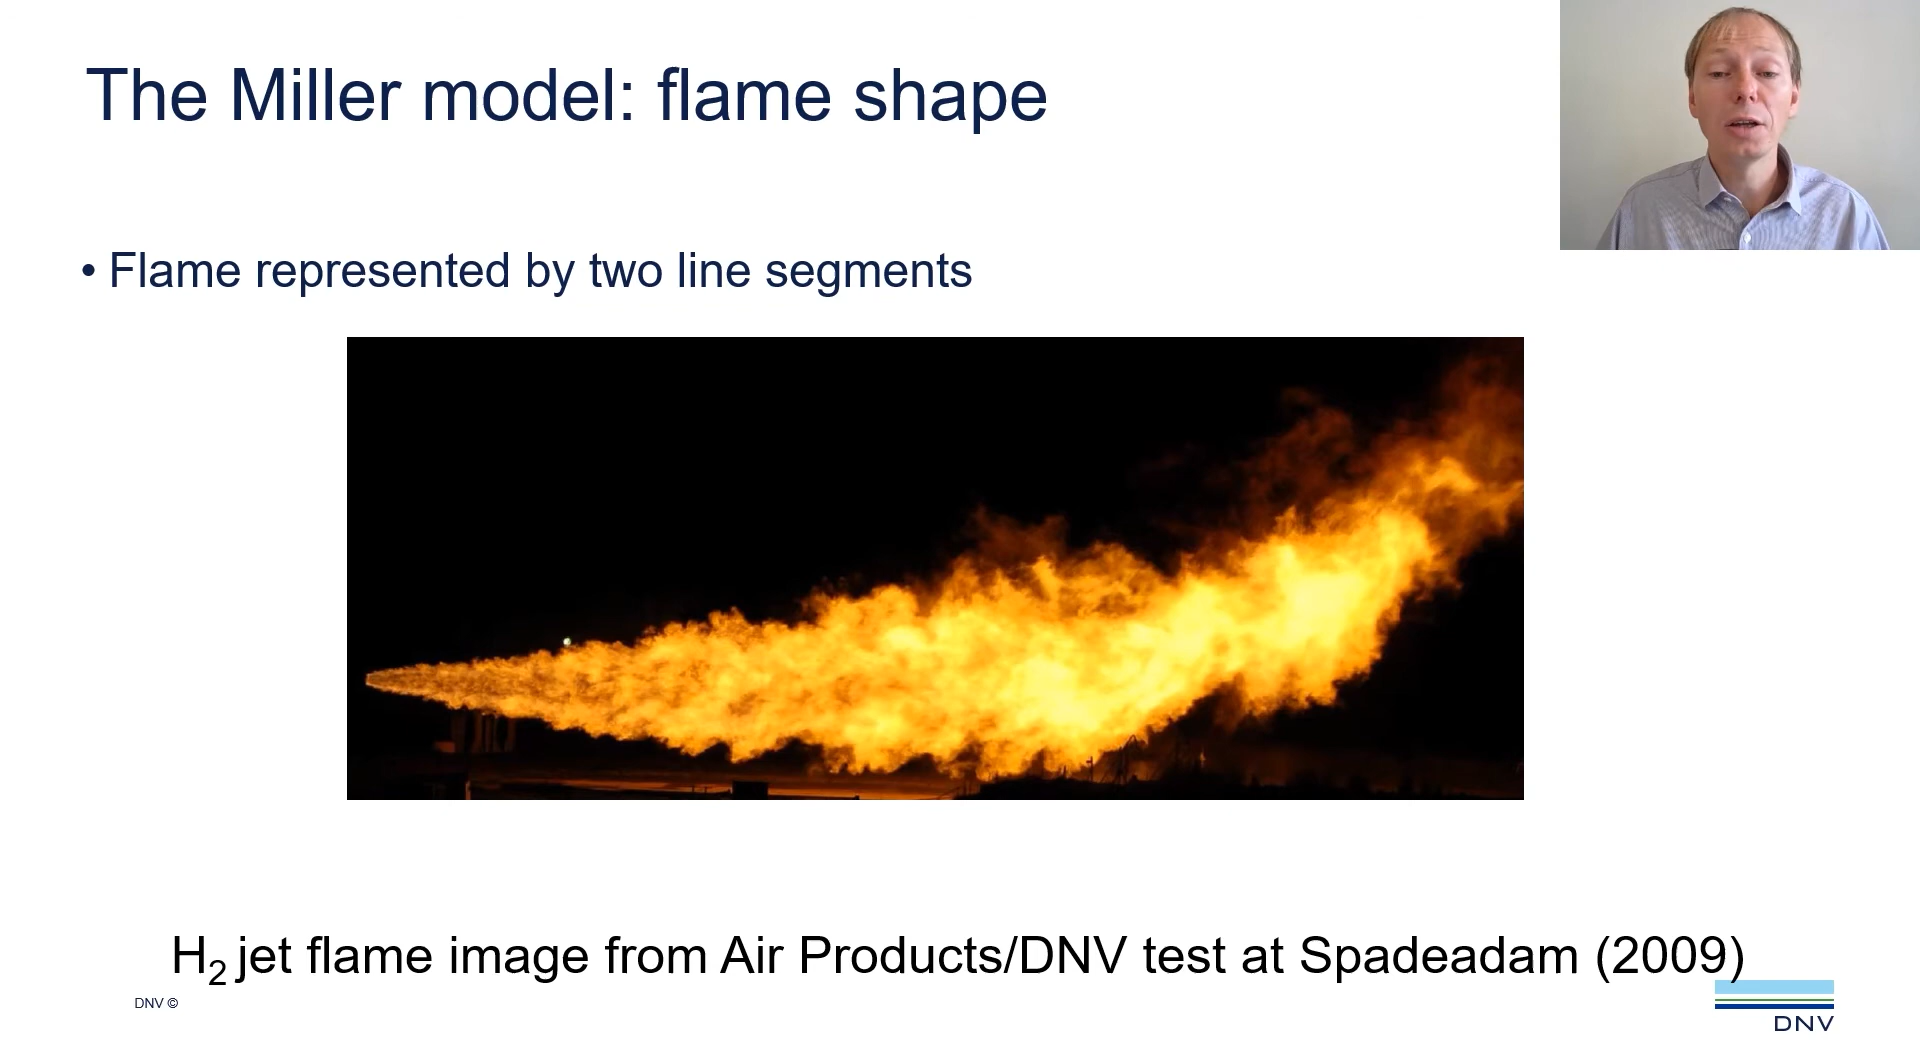 The Miller model: flame shape
• Flame represented by two line segments
H₂ jet flame image from Air Products/DNV test at Spadeadam (2009)
DNV ©
DNV